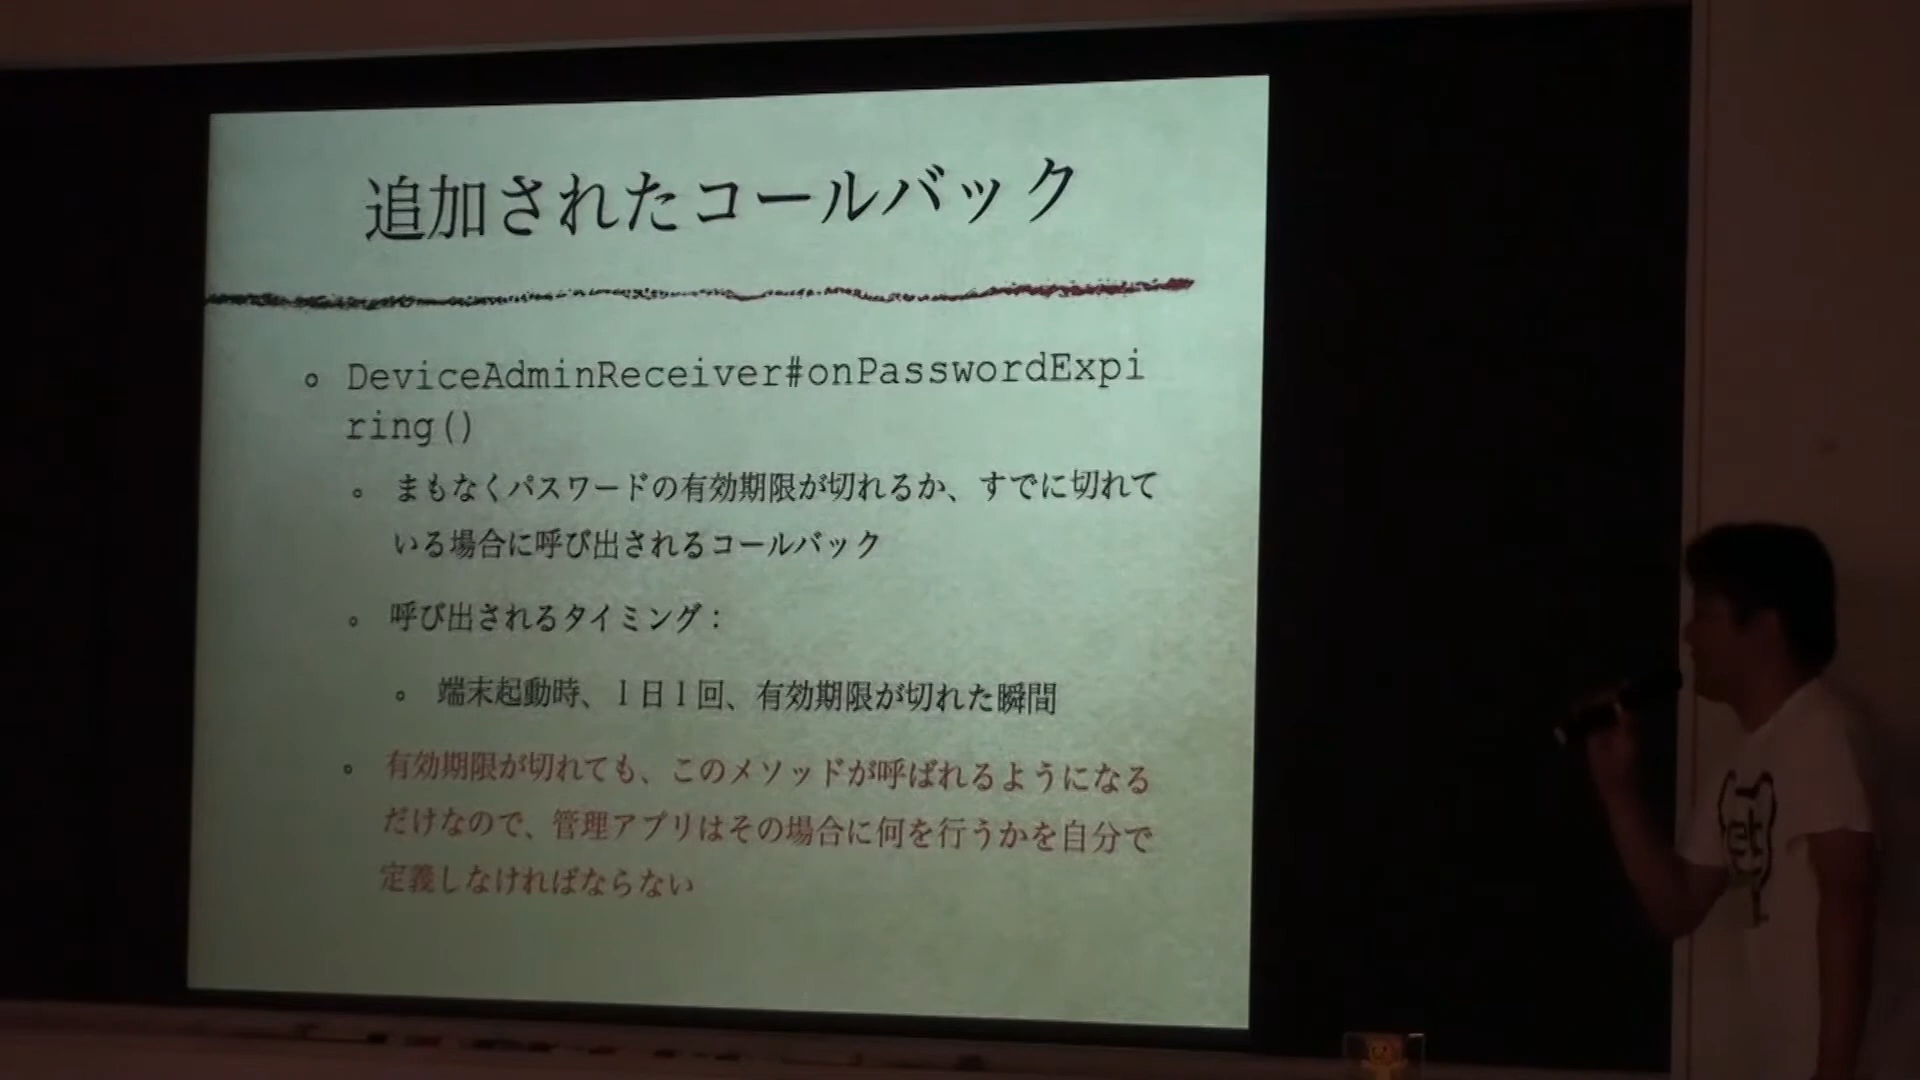 追加されたコールバック
DeviceAdminReceiver#onPasswordExpi
ring()
まもなくパスワードの有効期限が切れるか、すでに切れて
いる場合に呼び出されるコールバック
呼び出されるタイミング：
端末起動時、１日１回、有効期限が切れた瞬間
有効期限が切れても、このメソッドが呼ばれるようになる
だけなので、管理アプリはその場合に何を行うかを自分で
定義しなければならない